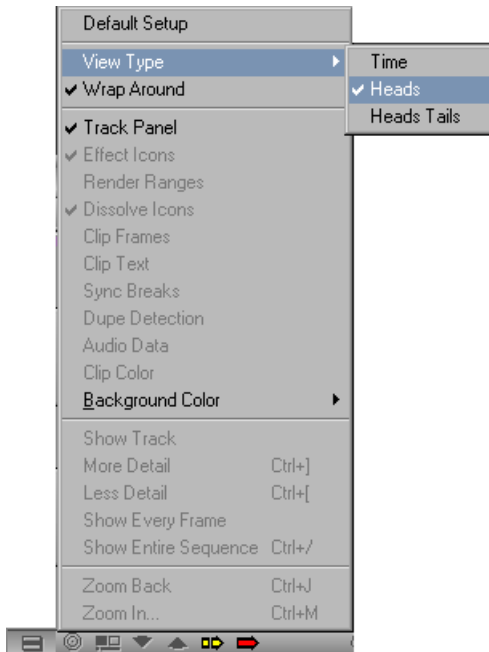 Default Setup
View Type
Time
Wrap Around
Heads
Heads Tails
Track Panel
Effect Icons
Render Ranges
Dissolve Icons
Clip Frames
Clip Text
Sync Breaks
Dupe Detection
Audio Data
Clip Color
Background Color
Show Track
More Detail Ctrl+]
Less Detail Ctrl+[
Show Every Frame
Show Entire Sequence Ctrl+/
Zoom Back Ctrl+J
Zoom In... Ctrl+M